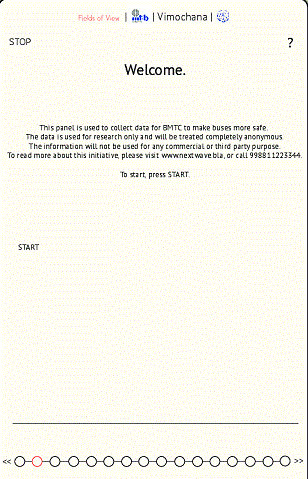 Fields of View | imt-b | Vimochana |
STOP ?
Welcome.
This panel is used to collect data for BMTC to make buses more safe.
The data is used for research only and will be treated completely anonymous
The information will not be used for any commercial or third party purpose.
To read more about this initiative, please visit www.nextwave.bla, or call 998811223344.
To start, press START.
START
<< >>